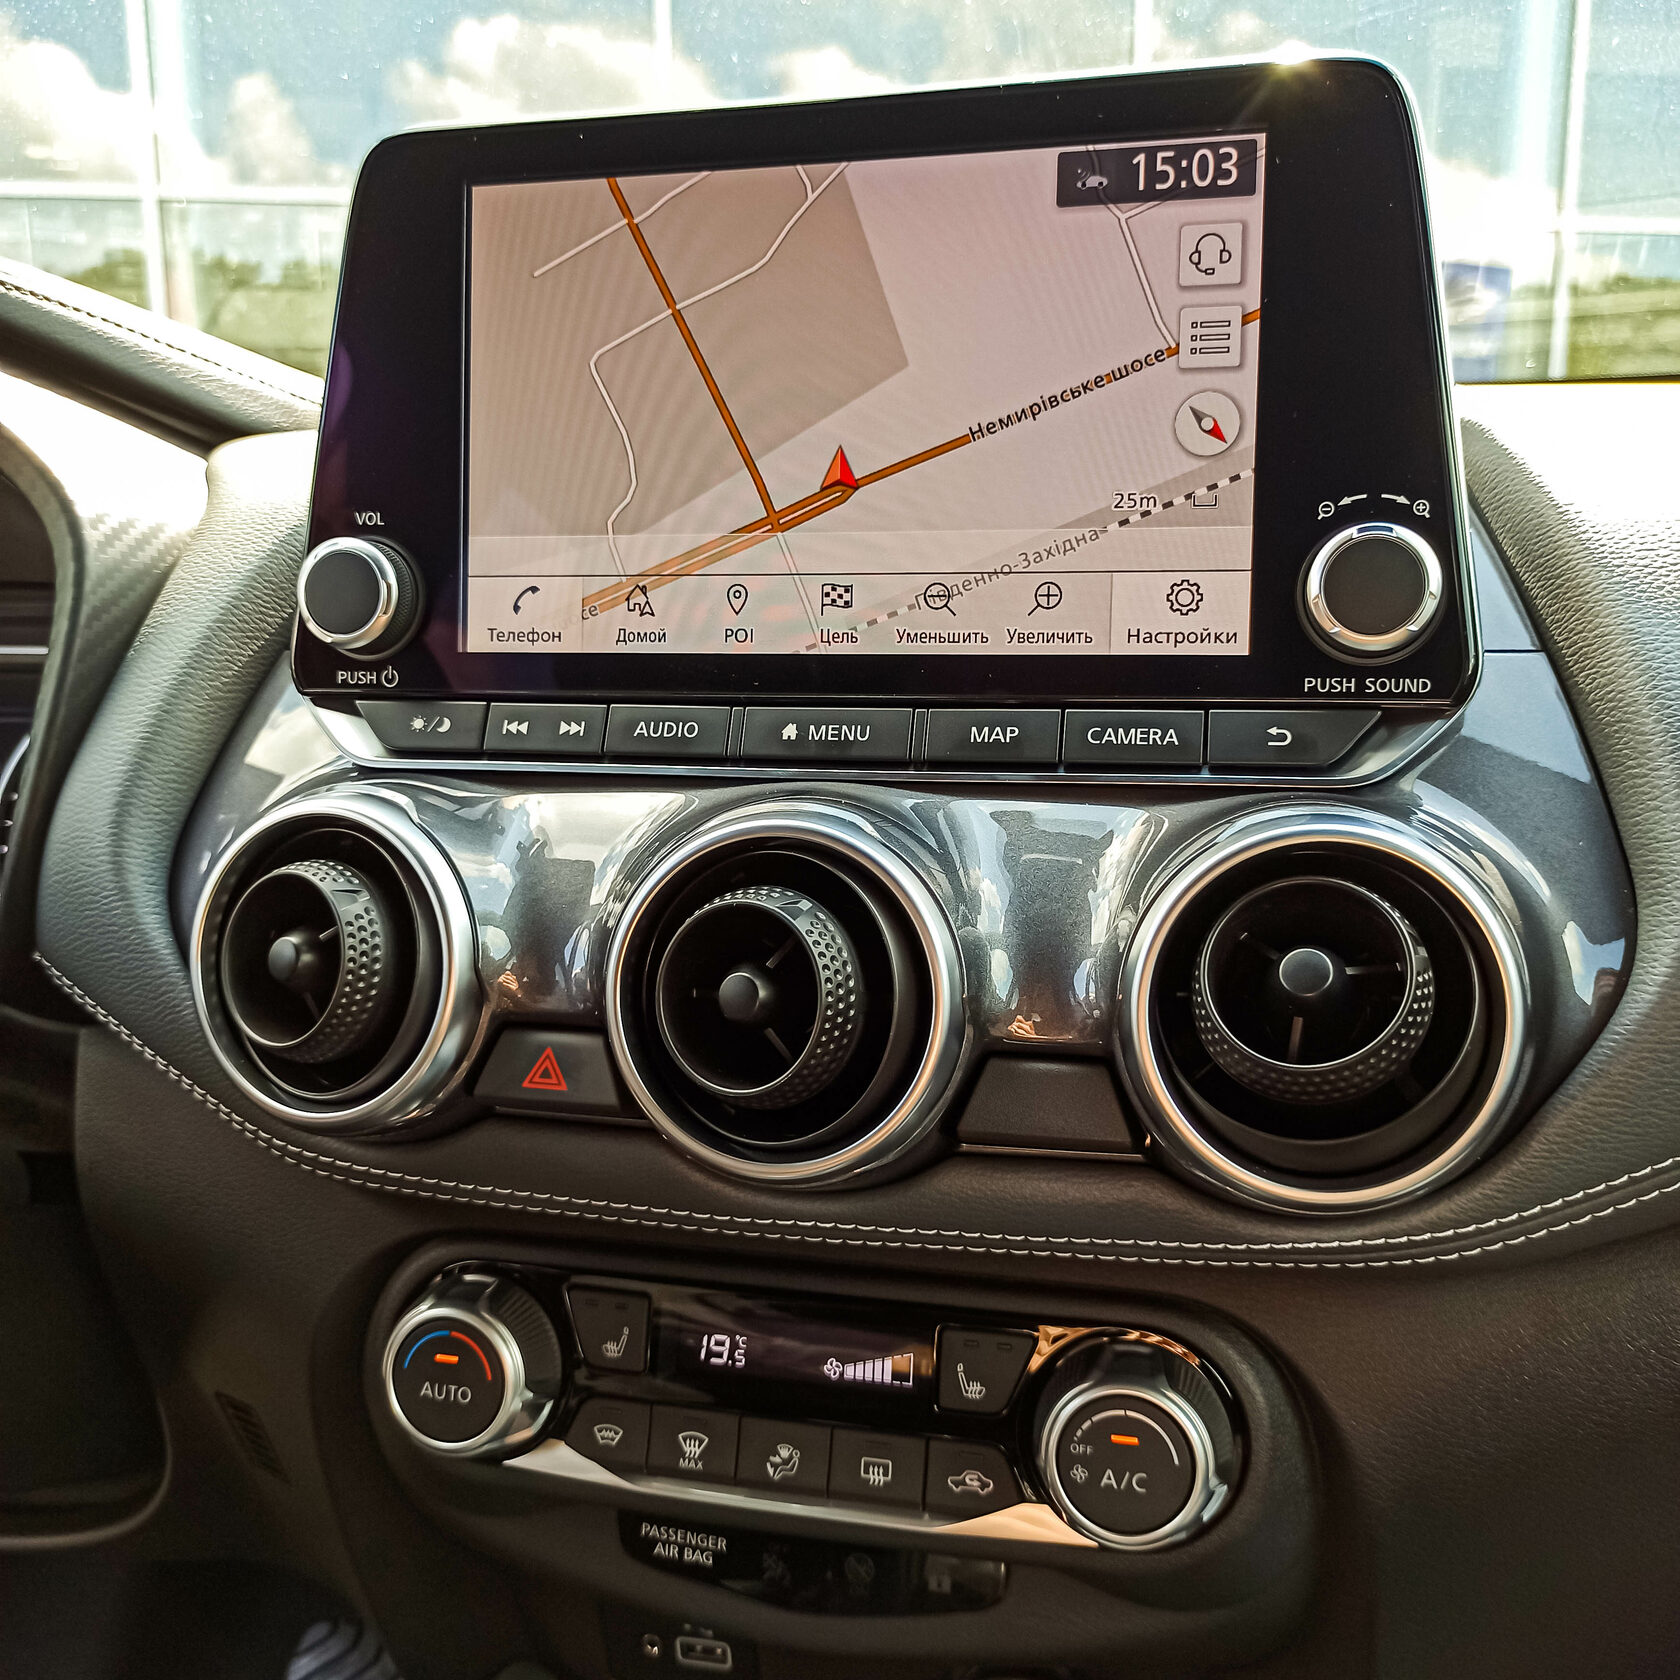 15:03
Немирівське шосе
25m
Південно-Західна
се
Телефон
Домой
POI
Цель
Уменьшить
Увеличить
Настройки
VOL
PUSH
PUSH SOUND
AUDIO
MENU
MAP
CAMERA
19.5°C
AUTO
MAX
OFF
A/C
PASSENGER
AIR BAG